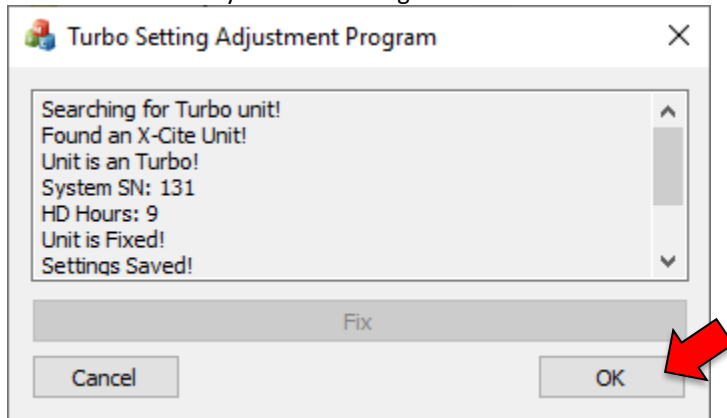 Turbo Setting Adjustment Program
Searching for Turbo unit!
Found an X-Cite Unit!
Unit is an Turbo!
System SN: 131
HD Hours: 9
Unit is Fixed!
Settings Saved!
Fix
Cancel
OK